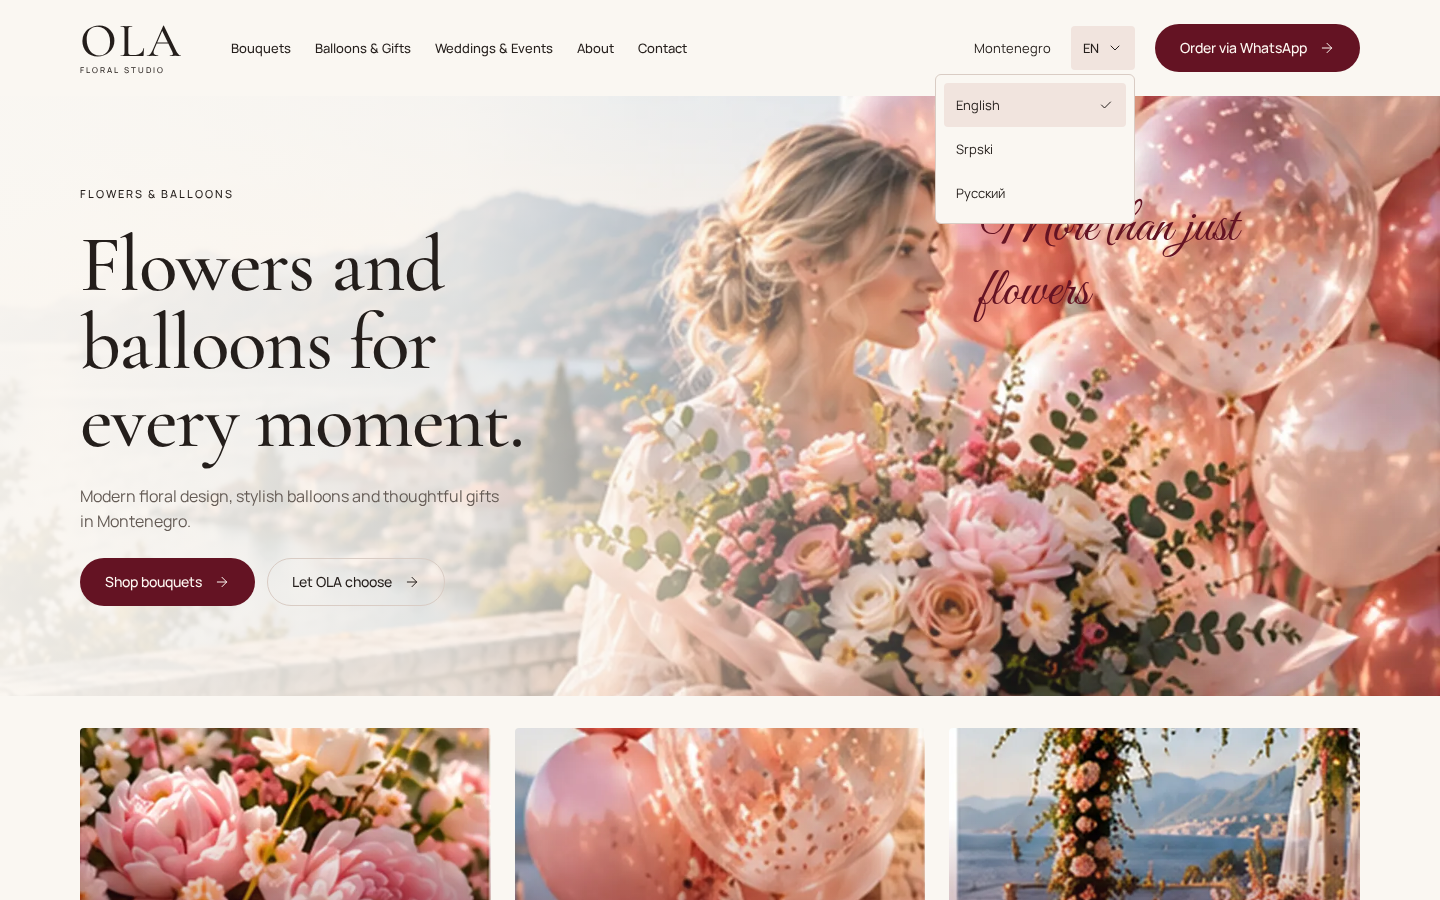 OLA
FLORAL STUDIO
Bouquets
Balloons & Gifts
Weddings & Events
About
Contact
Montenegro
EN
Order via WhatsApp
English
Srpski
Русский
FLOWERS & BALLOONS
Flowers and
balloons for
every moment.
More than just
flowers
Modern floral design, stylish balloons and thoughtful gifts
in Montenegro.
Shop bouquets
Let OLA choose